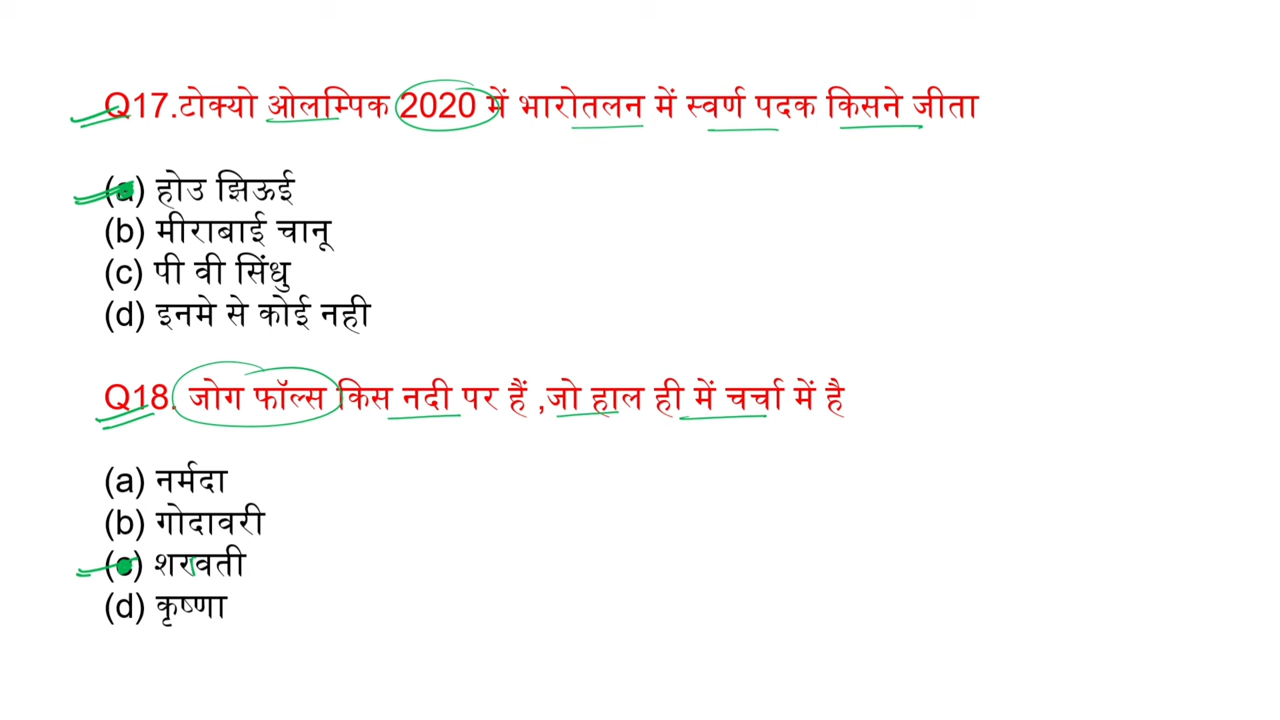 Q17.टोक्यो ओलम्पिक 2020 में भारोतलन में स्वर्ण पदक किसने जीता
(a) होउ झिऊई
(b) मीराबाई चानू
(c) पी वी सिंधु
(d) इनमे से कोई नही
Q18. जोग फॉल्स किस नदी पर हैं ,जो हाल ही में चर्चा में है
(a) नर्मदा
(b) गोदावरी
(c) शरावती
(d) कृष्णा